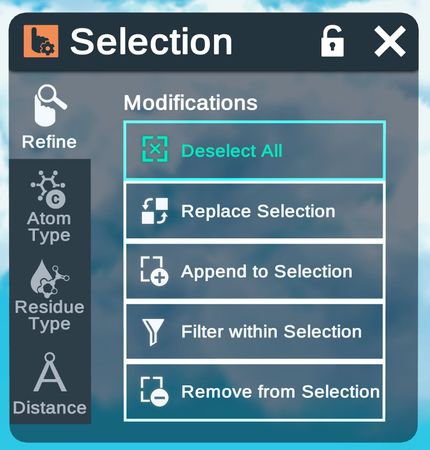 Selection
Refine
Atom
Type
C
Residue
Type
Distance
Modifications
Deselect All
Replace Selection
Append to Selection
Filter within Selection
Remove from Selection